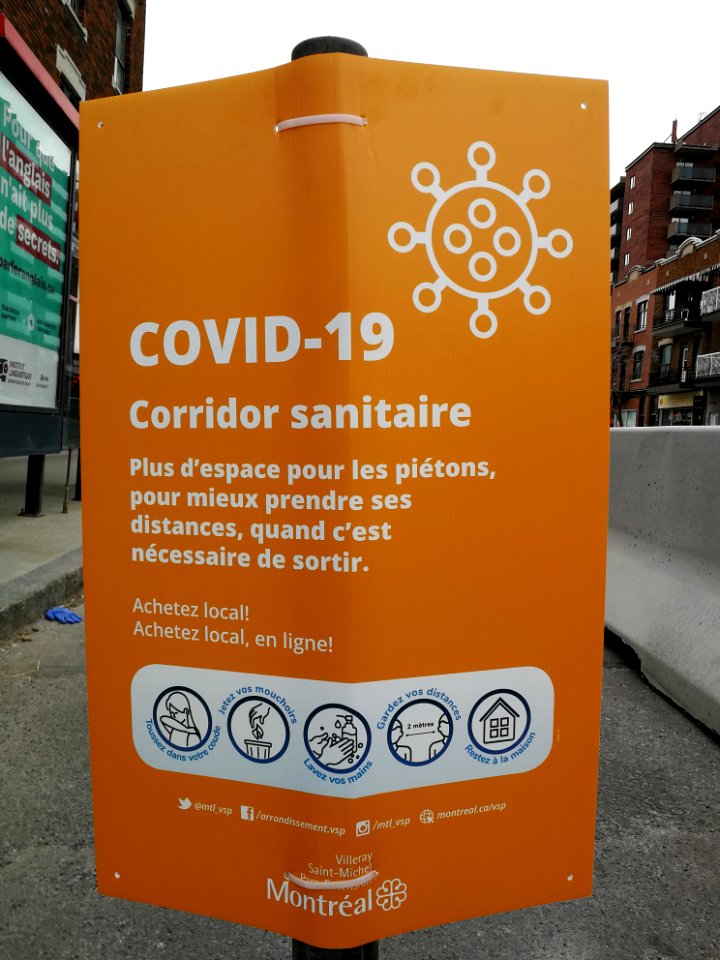 Pour que
l'anglais
n'ait plus
de secrets.
COVID-19
Corridor sanitaire
Plus d'espace pour les piétons,
pour mieux prendre ses
distances, quand c'est
nécessaire de sortir.
Achetez local!
Achetez local, en ligne!
Toussez dans votre coude
Jetez vos mouchoirs
Lavez vos mains
Gardez vos distances
2 mètres
Restez à la maison
@mtl_vsp
/arrondissement.vsp
/mtl_vsp
montreal.ca/vsp
Villeray
Saint-Michel
Montréal